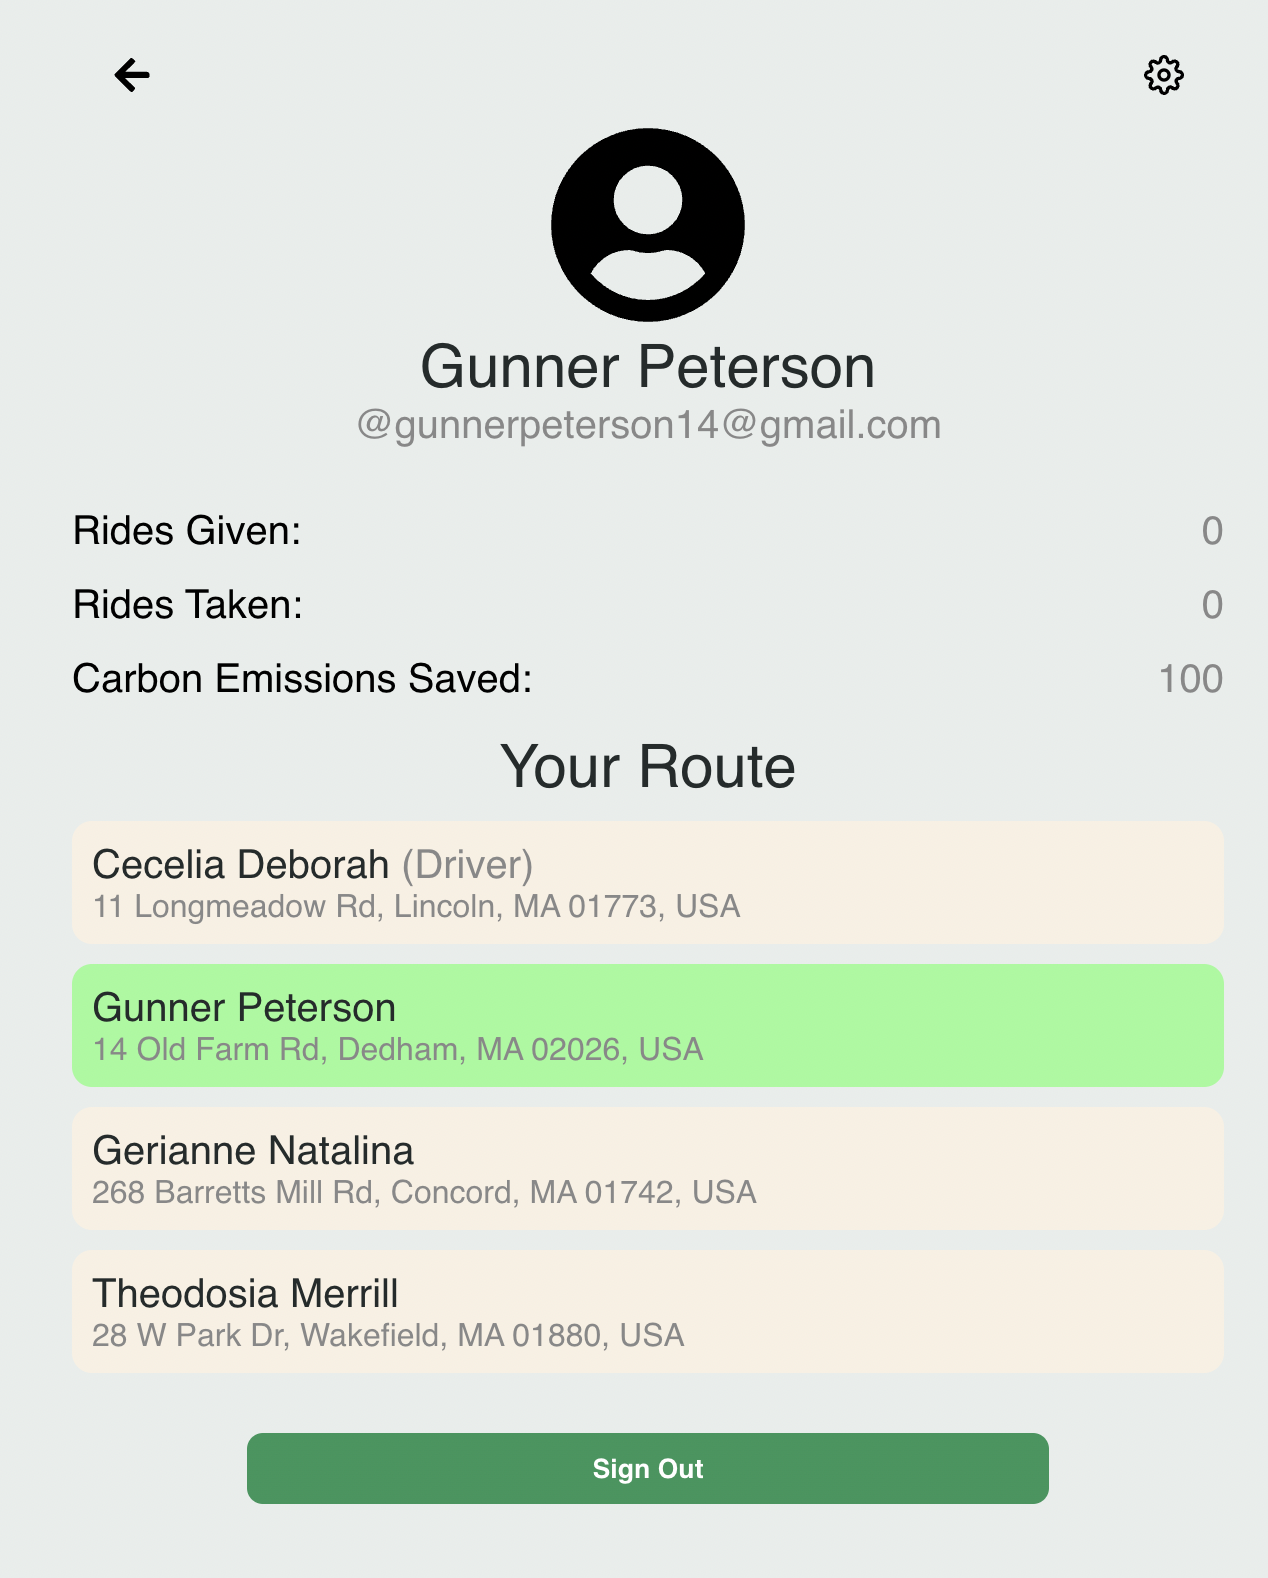 Gunner Peterson
@gunnerpeterson14@gmail.com
Rides Given: 0
Rides Taken: 0
Carbon Emissions Saved: 100
Your Route
Cecelia Deborah (Driver)
11 Longmeadow Rd, Lincoln, MA 01773, USA
Gunner Peterson
14 Old Farm Rd, Dedham, MA 02026, USA
Gerianne Natalina
268 Barretts Mill Rd, Concord, MA 01742, USA
Theodosia Merrill
28 W Park Dr, Wakefield, MA 01880, USA
Sign Out